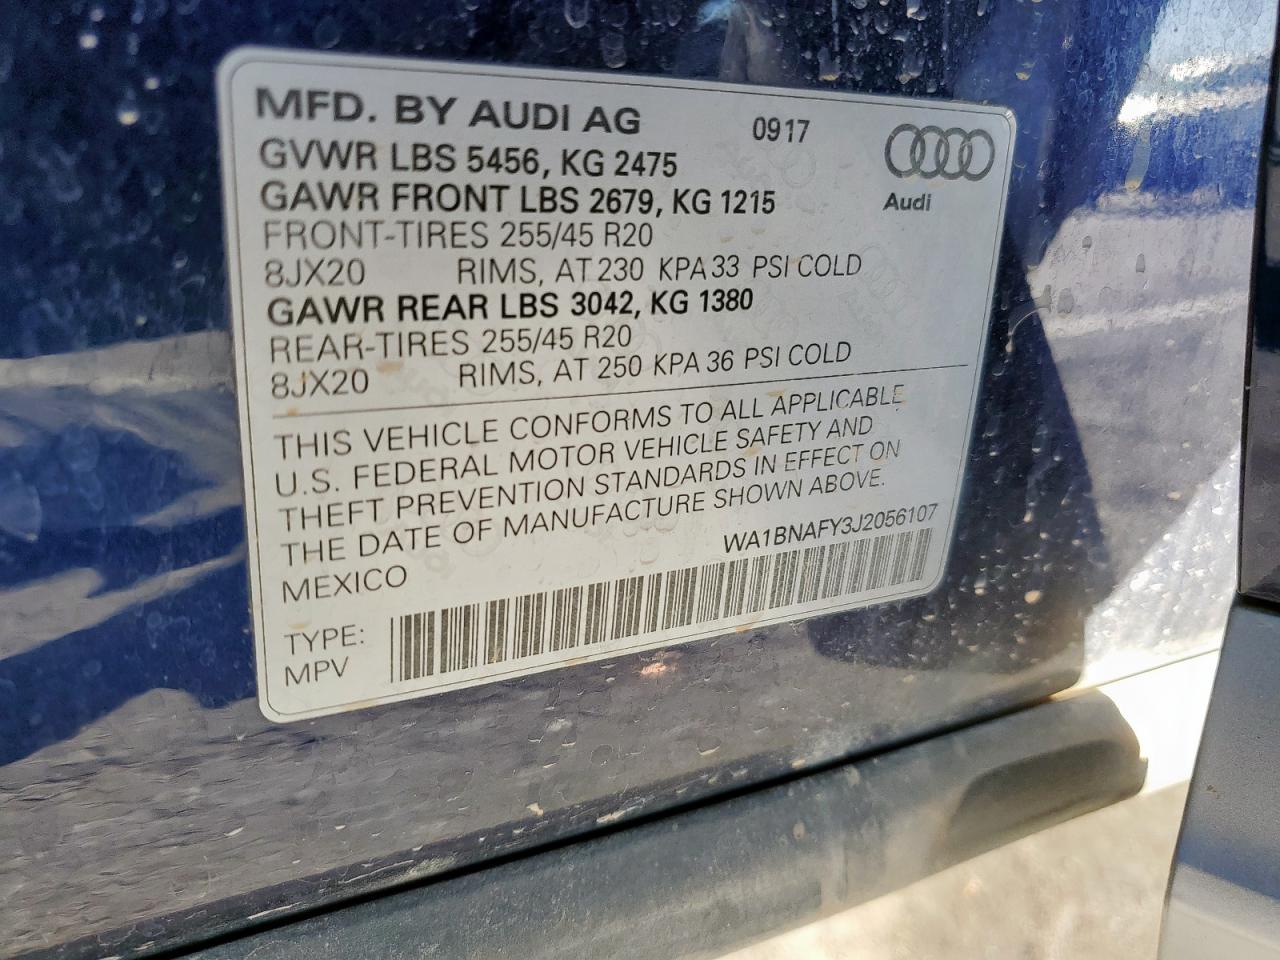 MFD. BY AUDI AG 0917
GVWR LBS 5456, KG 2475
GAWR FRONT LBS 2679, KG 1215
Audi
FRONT-TIRES 255/45 R20
8JX20 RIMS, AT 230 KPA 33 PSI COLD
GAWR REAR LBS 3042, KG 1380
REAR-TIRES 255/45 R20
8JX20 RIMS, AT 250 KPA 36 PSI COLD
THIS VEHICLE CONFORMS TO ALL APPLICABLE
U.S. FEDERAL MOTOR VEHICLE SAFETY AND
THEFT PREVENTION STANDARDS IN EFFECT ON
THE DATE OF MANUFACTURE SHOWN ABOVE.
MEXICO WA1BNAFY3J2056107
TYPE:
MPV